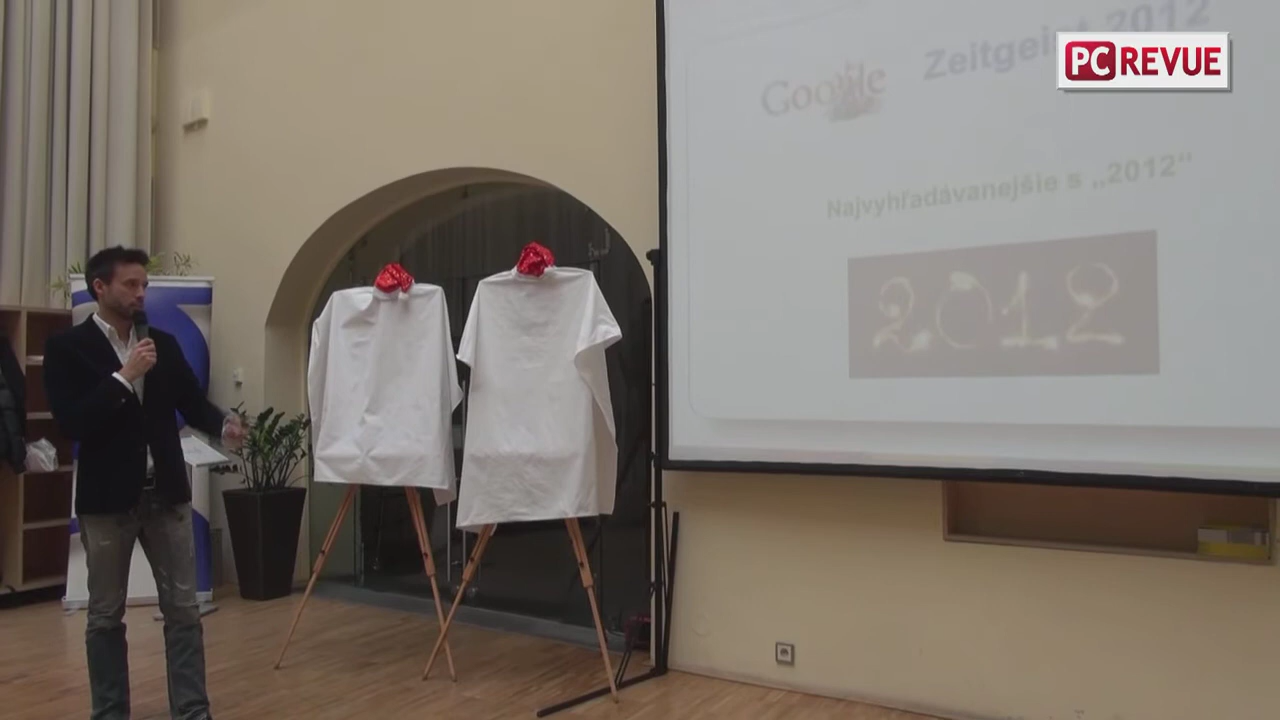 Zeitgeist 2012
PC REVUE
Google
Najvyhľadávanejšie s „2012“
2012